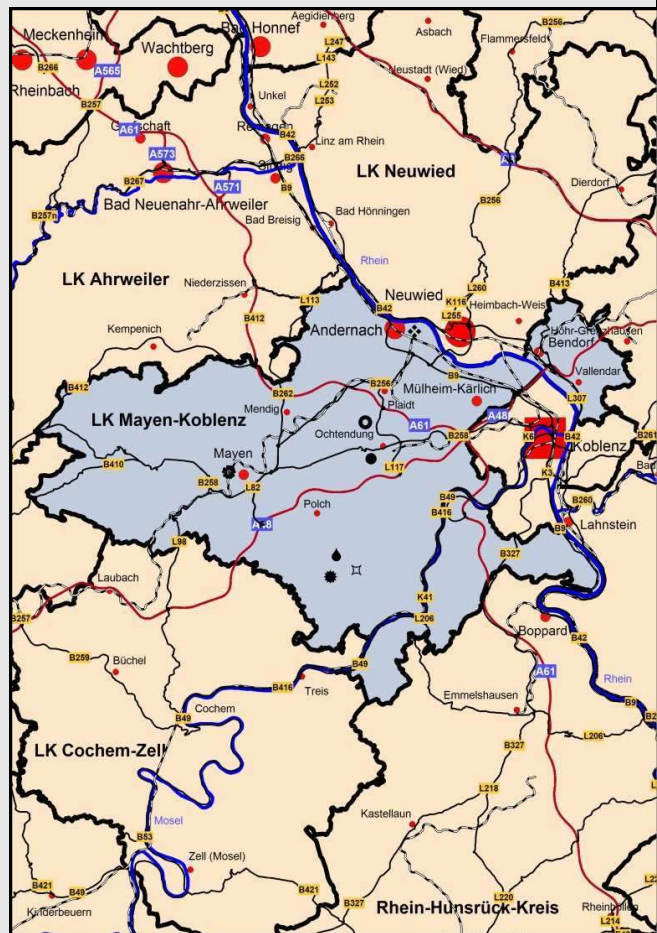 Bad Honnef
Aegidienberg
Asbach
B256
Meckenheim
L247
Flammersfeld
Wachtberg
L143
B266
A565
L252
Neustadt (Wied)
Rheinbach
B257
Unkel
L253
A61
Grafschaft
Remagen
B42
Linz am Rhein
A3
A573
B266
LK Neuwied
B267
A571
Sinzig
B9
Dierdorf
Bad Neuenahr-Ahrweiler
B256
B257n
Bad Breisig
Bad Hönningen
Rhein
LK Ahrweiler
Niederzissen
L260
B413
L113
K116
Neuwied
Heimbach-Weis
B42
B412
Andernach
L255
Höhr-Grenzhausen
Kempenich
Bendorf
B9
B412
B262
B256
Mülheim-Kärlich
Vallendar
Plaidt
L307
LK Mayen-Koblenz
Mendig
A61
A48
B258
K6
B42
B261
Ochtendung
Koblenz
B410
Mayen
L117
K3
Ba
B258
L82
B49
B260
Polch
B416
A48
B9
Lahnstein
L98
B327
Laubach
K41
B257
L206
Boppard
B42
B259
Büchel
B49
A61
Rhein
B416
Treis
Emmelshausen
B9
Cochem
B49
L206
B327
LK Cochem-Zell
L218
Mosel
Kastellaun
B53
Zell (Mosel)
B421
B49
B421
L220
Kinderbeuern
B327
Rhein-Hunsrück-Kreis
Rheinböllen
L214